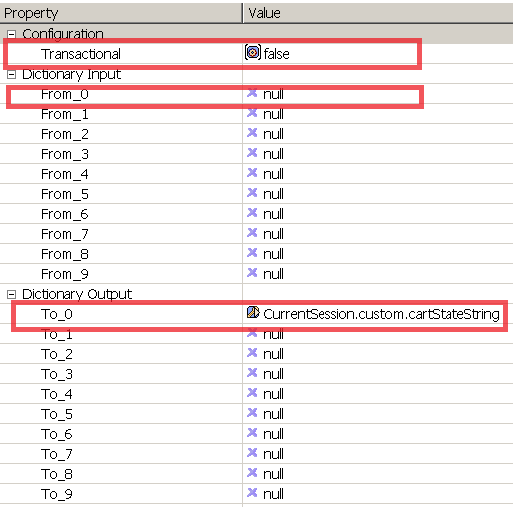 Property Value
Configuration
Transactional false
Dictionary Input
From_0 null
From_1 null
From_2 null
From_3 null
From_4 null
From_5 null
From_6 null
From_7 null
From_8 null
From_9 null
Dictionary Output
To_0 CurrentSession.custom.cartStateString
To_1 null
To_2 null
To_3 null
To_4 null
To_5 null
To_6 null
To_7 null
To_8 null
To_9 null